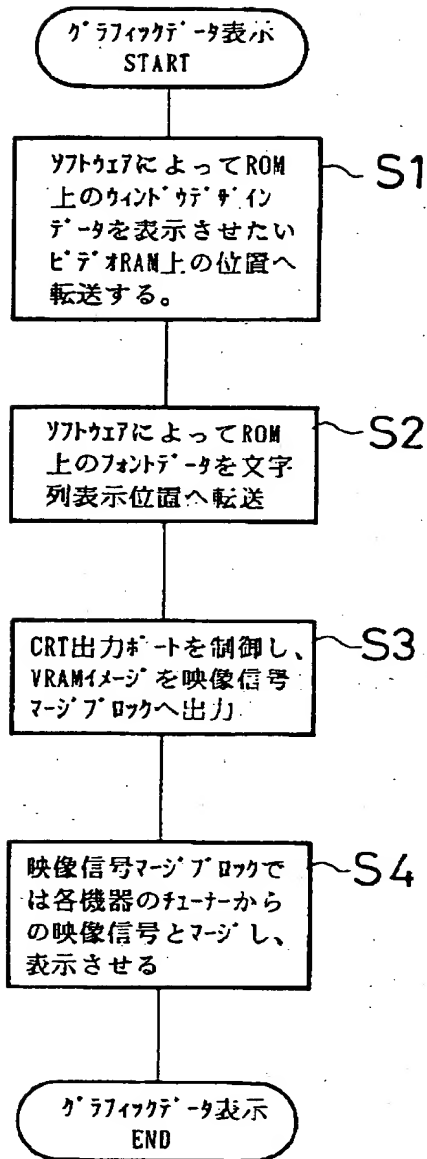 ｸﾞﾗﾌｨｯｸﾃﾞｰﾀ表示
START
ｿﾌﾄｳｪｱによってROM
上のｳｨﾝﾄﾞｳﾃﾞｻﾞｲﾝ
ﾃﾞｰﾀを表示させたい
ﾋﾞﾃﾞｵRAM上の位置へ
転送する。
S1
ｿﾌﾄｳｪｱによってROM
上のﾌｫﾝﾄﾃﾞｰﾀを文字
列表示位置へ転送
S2
CRT出力ﾎﾟｰﾄを制御し、
VRAMｲﾒｰｼﾞを映像信号
ﾏｰｼﾞﾌﾞﾛｯｸへ出力
S3
映像信号ﾏｰｼﾞﾌﾞﾛｯｸで
は各機器のﾁｭｰﾅｰから
の映像信号とﾏｰｼﾞし、
表示させる
S4
ｸﾞﾗﾌｨｯｸﾃﾞｰﾀ表示
END